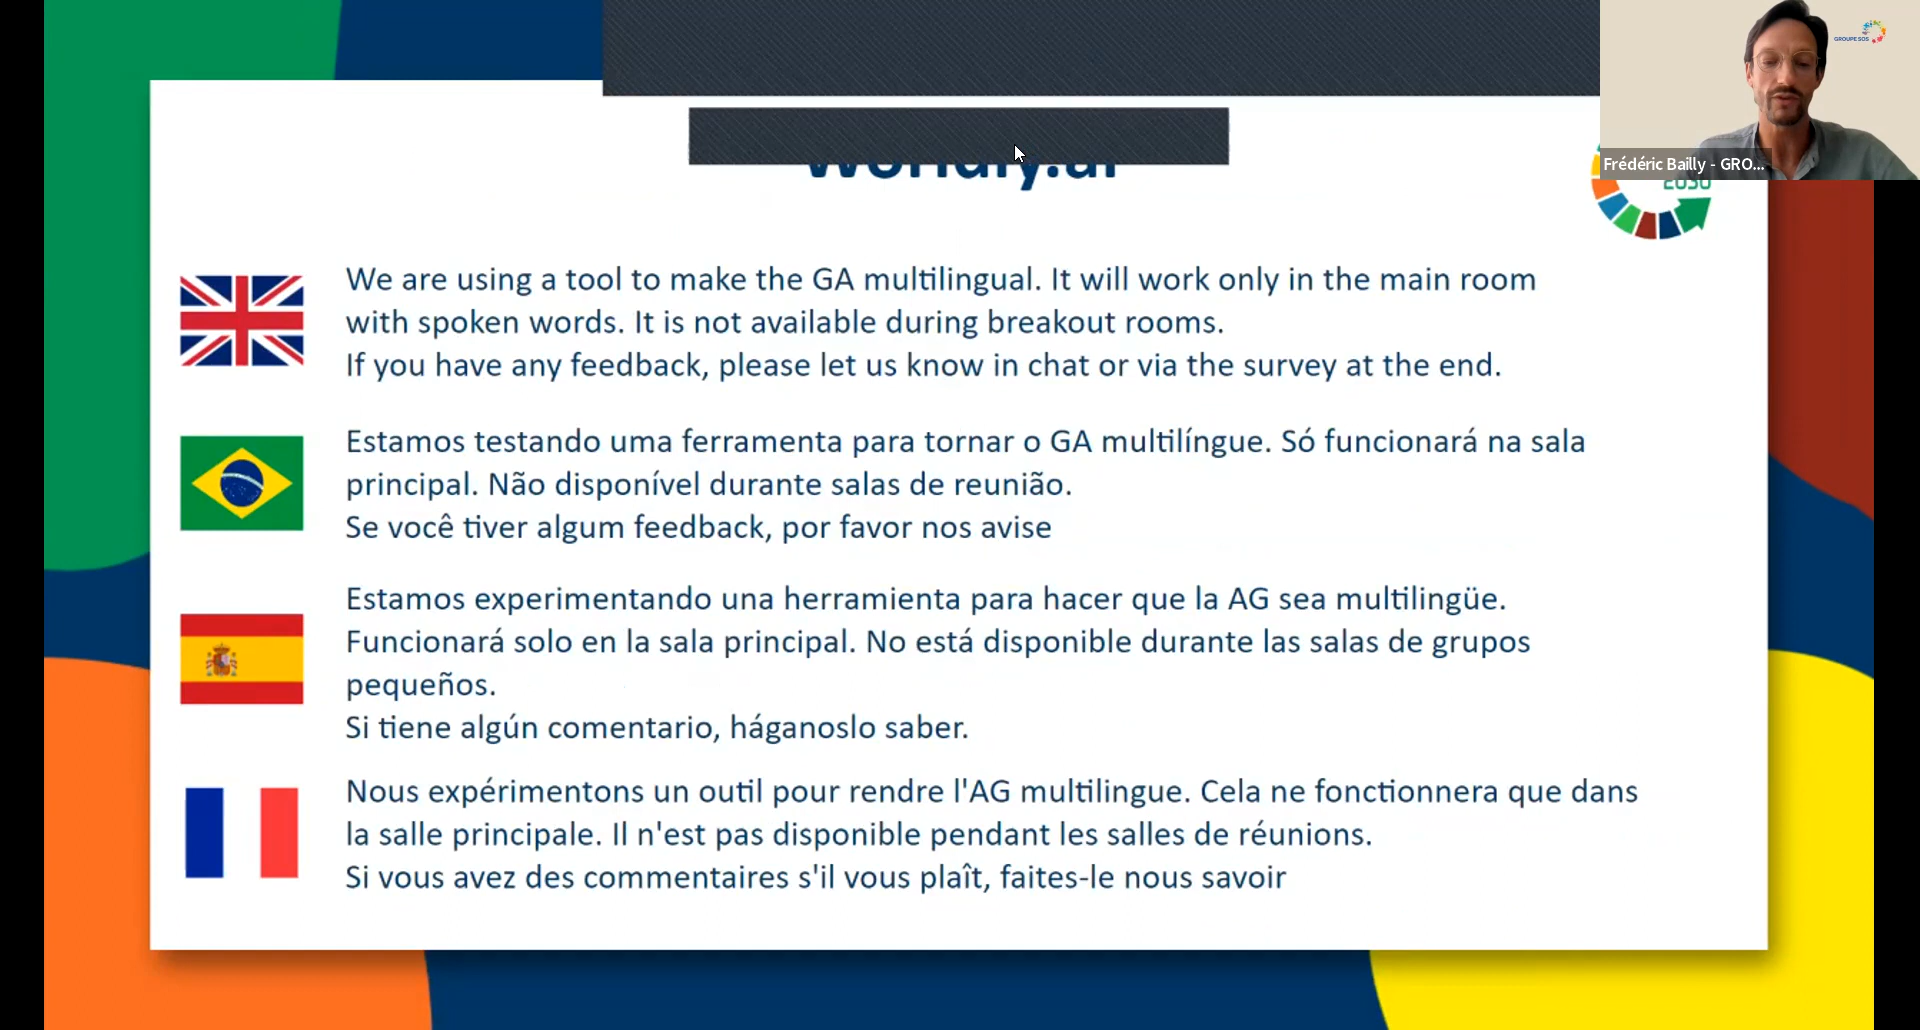 GROUPE SOS
Frédéric Bailly - GRO...
worldly.ai
2030
We are using a tool to make the GA multilingual. It will work only in the main room
with spoken words. It is not available during breakout rooms.
If you have any feedback, please let us know in chat or via the survey at the end.
Estamos testando uma ferramenta para tornar o GA multilíngue. Só funcionará na sala
principal. Não disponível durante salas de reunião.
Se você tiver algum feedback, por favor nos avise
Estamos experimentando una herramienta para hacer que la AG sea multilingüe.
Funcionará solo en la sala principal. No está disponible durante las salas de grupos
pequeños.
Si tiene algún comentario, háganoslo saber.
Nous expérimentons un outil pour rendre l'AG multilingue. Cela ne fonctionnera que dans
la salle principale. Il n'est pas disponible pendant les salles de réunions.
Si vous avez des commentaires s'il vous plaît, faites-le nous savoir